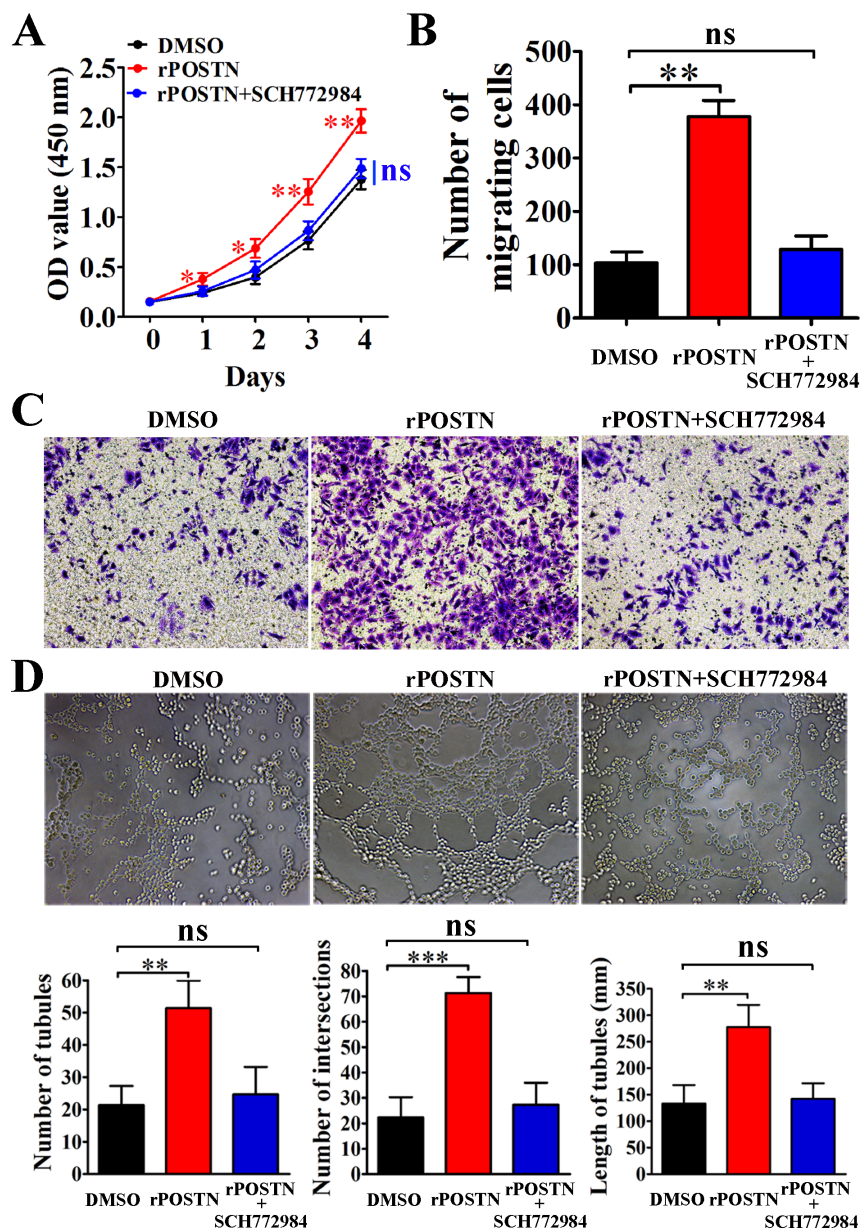 A
DMSO
rPOSTN
rPOSTN+SCH772984
OD value (450 nm)
2.5
2.0
1.5
1.0
0.5
0.0
**
**
*
*
ns
0 1 2 3 4
Days
B
Number of
migrating cells
500
400
300
200
100
0
ns
**
DMSO rPOSTN rPOSTN
+
SCH772984
C
DMSO rPOSTN rPOSTN+SCH772984
D
DMSO rPOSTN rPOSTN+SCH772984
Number of tubules
60
50
40
30
20
10
0
ns
**
DMSO rPOSTN rPOSTN
+
SCH772984
Number of intersections
80
70
60
50
40
30
20
10
0
ns
***
DMSO rPOSTN rPOSTN
+
SCH772984
Length of tubules (mm)
350
300
250
200
150
100
50
0
ns
**
DMSO rPOSTN rPOSTN
+
SCH772984